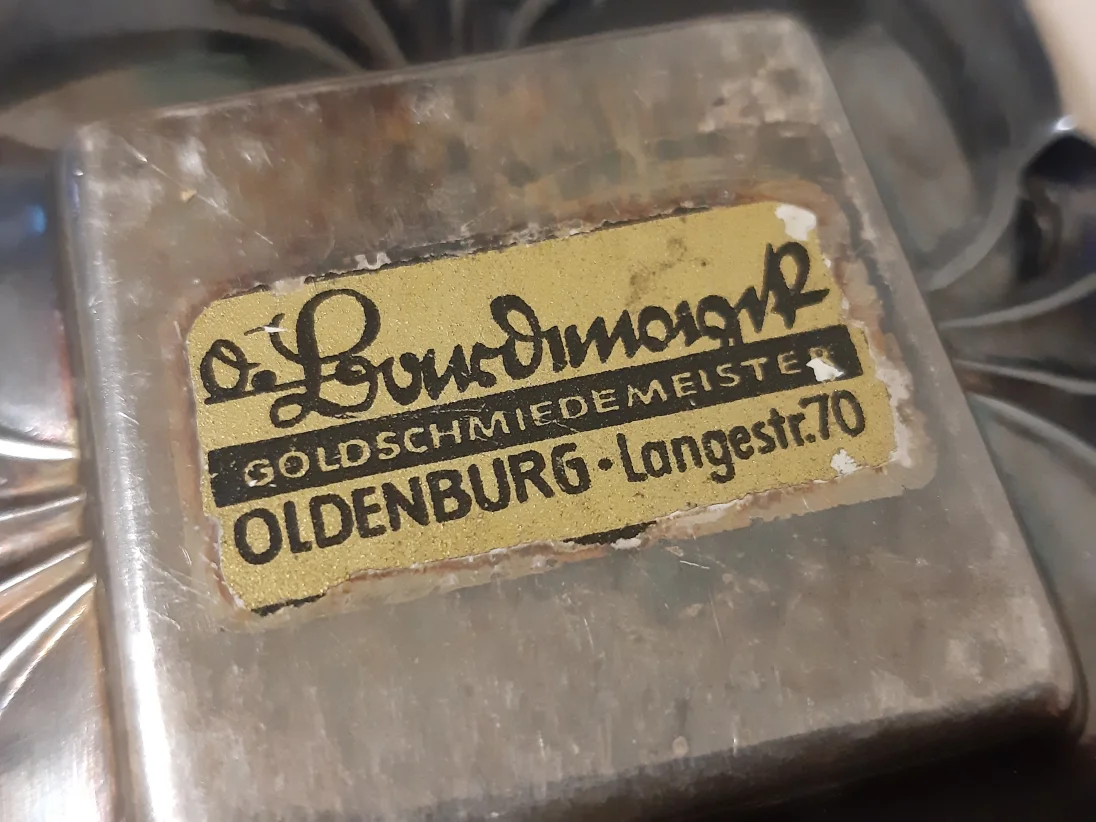 O.
GOLDSCHMIEDEMEISTER
OLDENBURG · Langestr.70